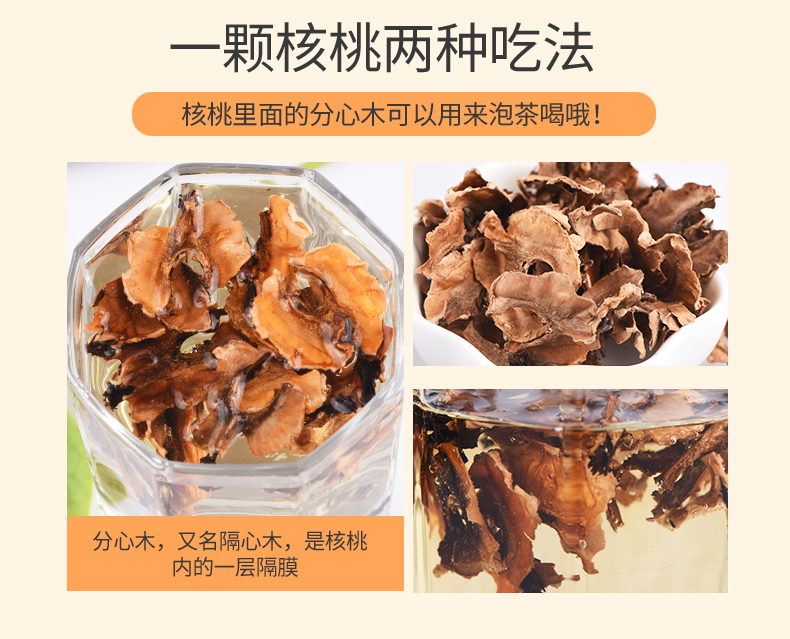 一颗核桃两种吃法
核桃里面的分心木可以用来泡茶喝哦！
分心木，又名隔心木，是核桃
内的一层隔膜